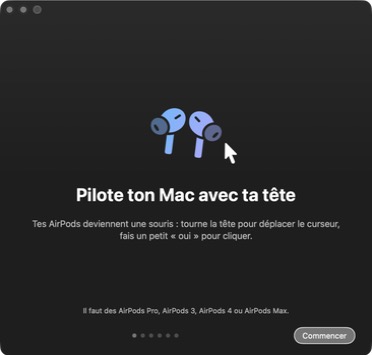 Pilote ton Mac avec ta tête
Tes AirPods deviennent une souris : tourne la tête pour déplacer le curseur,
fais un petit « oui » pour cliquer.
Il faut des AirPods Pro, AirPods 3, AirPods 4 ou AirPods Max.
Commencer